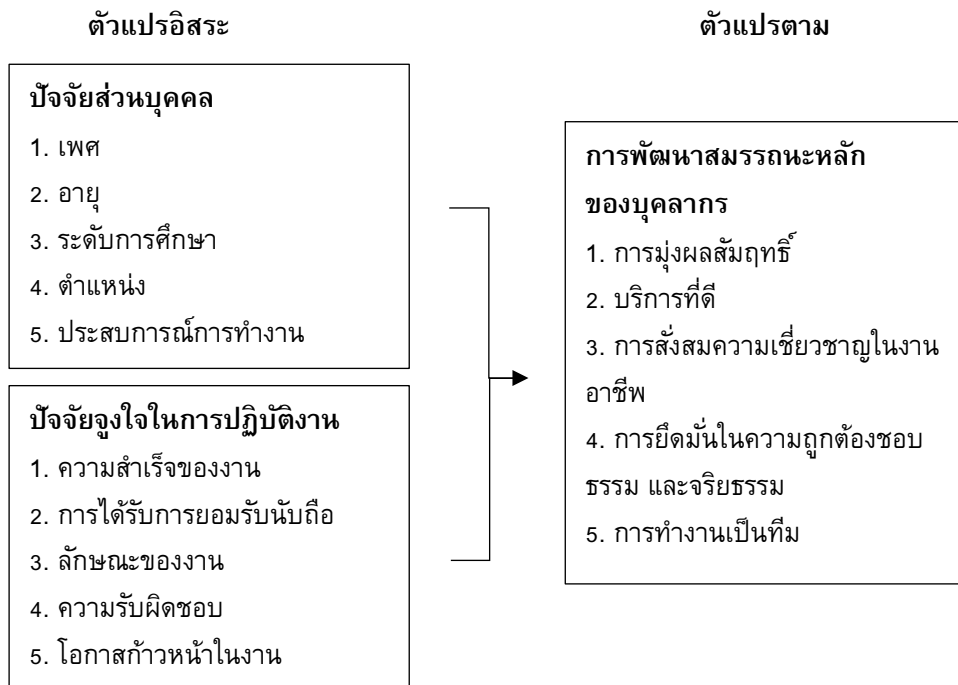 ตัวแปรอิสระ
ปัจจัยส่วนบุคคล
1. เพศ
2. อายุ
3. ระดับการศึกษา
4. ตำแหน่ง
5. ประสบการณ์การทำงาน
ปัจจัยจูงใจในการปฏิบัติงาน
1. ความสำเร็จของงาน
2. การได้รับการยอมรับนับถือ
3. ลักษณะของงาน
4. ความรับผิดชอบ
5. โอกาสก้าวหน้าในงาน
ตัวแปรตาม
การพัฒนาสมรรถนะหลัก
ของบุคลากร
1. การมุ่งผลสัมฤทธิ์
2. บริการที่ดี
3. การสั่งสมความเชี่ยวชาญในงาน
อาชีพ
4. การยึดมั่นในความถูกต้องชอบ
ธรรม และจริยธรรม
5. การทำงานเป็นทีม